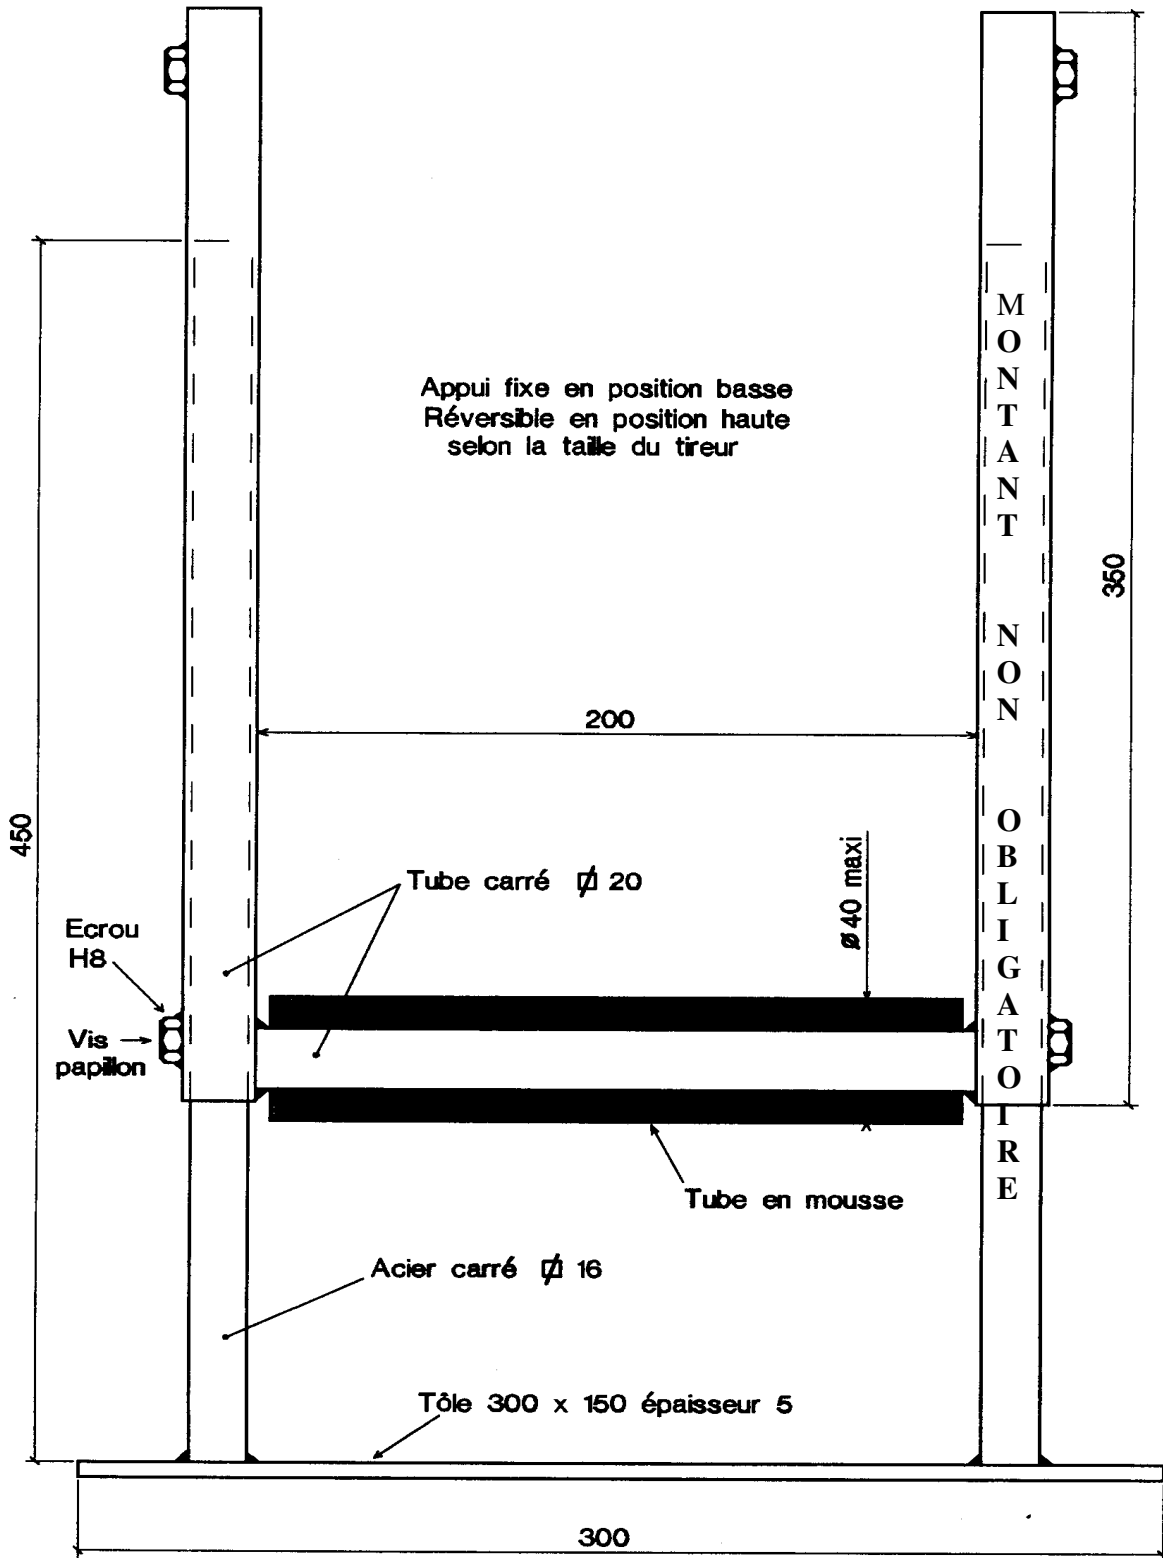 Appui fixe en position basse
Réversible en position haute
selon la taille du tireur
MONTANT NON OBLIGATOIRE
350
200
450
Tube carré 20
ø 40 maxi
Ecrou
H8
Vis
papillon
Tube en mousse
Acier carré 16
Tôle 300 x 150 épaisseur 5
300